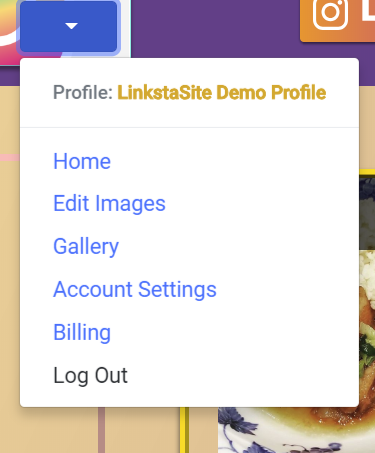 Profile: LinkstaSite Demo Profile
Home
Edit Images
Gallery
Account Settings
Billing
Log Out